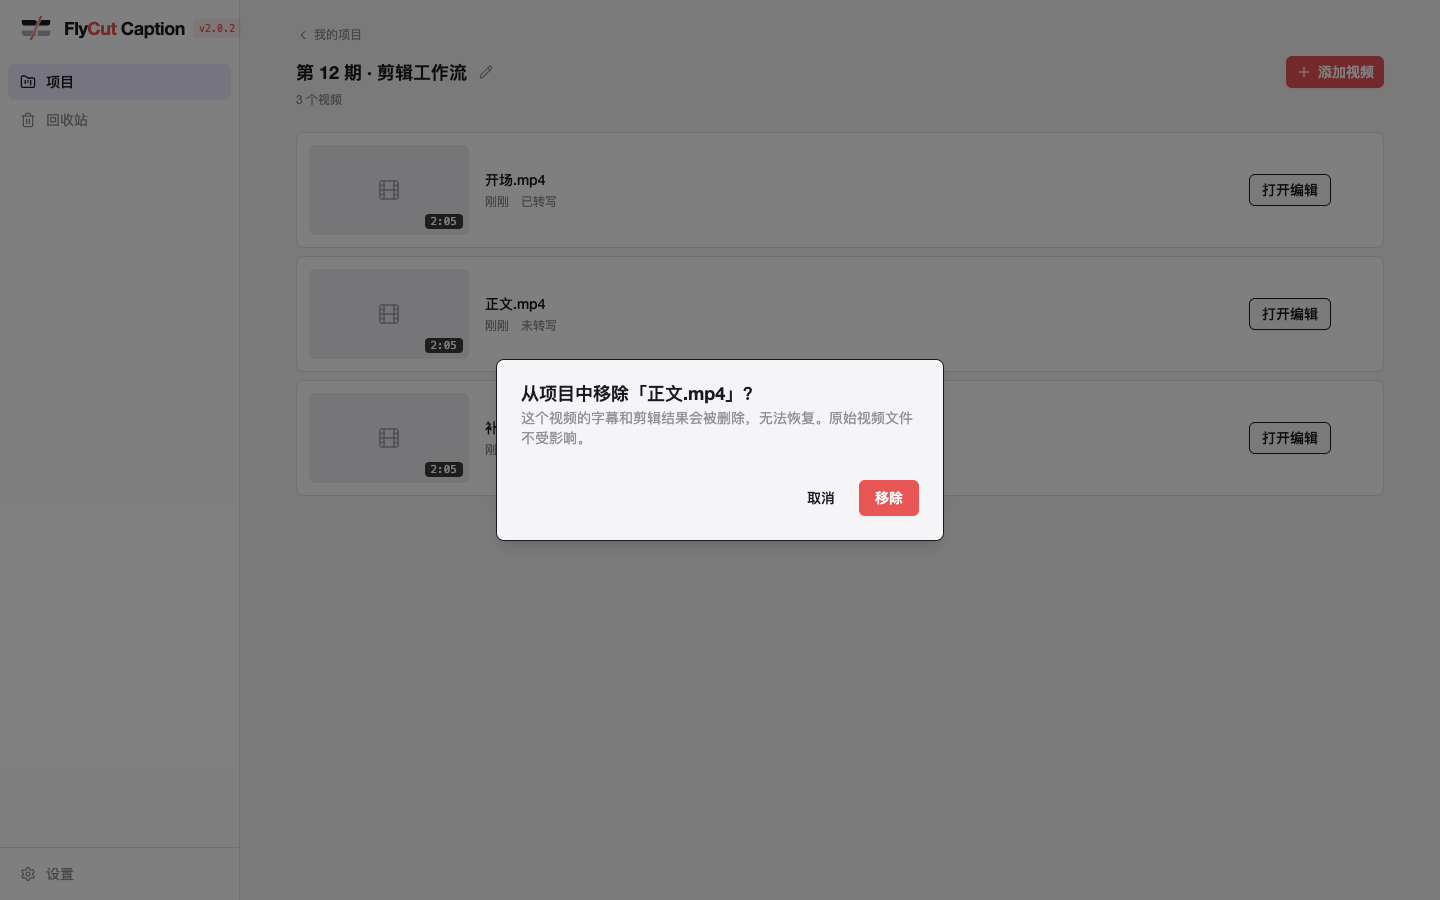 FlyCut Caption v2.0.2
项目
回收站
设置
我的项目
第 12 期 · 剪辑工作流
添加视频
3 个视频
开场.mp4
刚刚 已转写
2:05
打开编辑
正文.mp4
刚刚 未转写
2:05
打开编辑
补
刚
2:05
打开编辑
从项目中移除「正文.mp4」?
这个视频的字幕和剪辑结果会被删除，无法恢复。原始视频文件
不受影响。
取消
移除